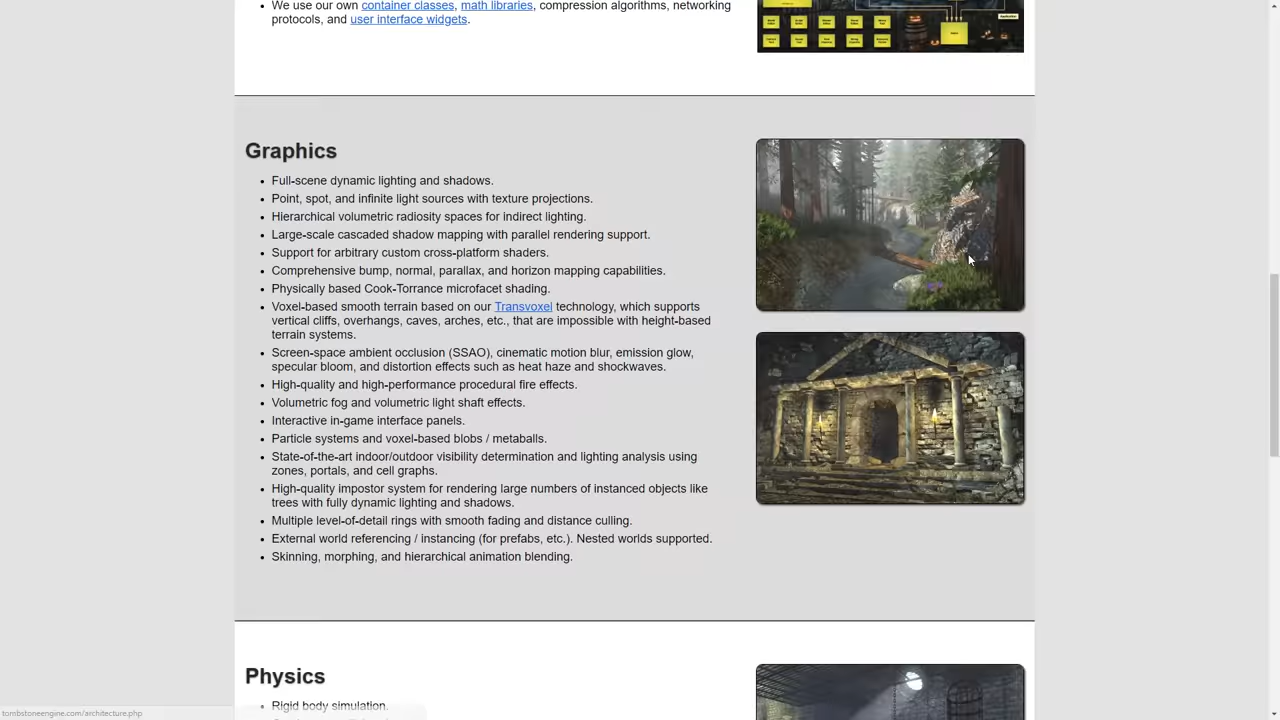 We use our own container classes, math libraries, compression algorithms, networking
protocols, and user interface widgets.
Graphics
Full-scene dynamic lighting and shadows.
Point, spot, and infinite light sources with texture projections.
Hierarchical volumetric radiosity spaces for indirect lighting.
Large-scale cascaded shadow mapping with parallel rendering support.
Support for arbitrary custom cross-platform shaders.
Comprehensive bump, normal, parallax, and horizon mapping capabilities.
Physically based Cook-Torrance microfacet shading.
Voxel-based smooth terrain based on our Transvoxel technology, which supports
vertical cliffs, overhangs, caves, arches, etc., that are impossible with height-based
terrain systems.
Screen-space ambient occlusion (SSAO), cinematic motion blur, emission glow,
specular bloom, and distortion effects such as heat haze and shockwaves.
High-quality and high-performance procedural fire effects.
Volumetric fog and volumetric light shaft effects.
Interactive in-game interface panels.
Particle systems and voxel-based blobs / metaballs.
State-of-the-art indoor/outdoor visibility determination and lighting analysis using
zones, portals, and cell graphs.
High-quality impostor system for rendering large numbers of instanced objects like
trees with fully dynamic lighting and shadows.
Multiple level-of-detail rings with smooth fading and distance culling.
External world referencing / instancing (for prefabs, etc.). Nested worlds supported.
Skinning, morphing, and hierarchical animation blending.
Physics
Rigid body simulation.
tombstoneengine.com/architecture.php